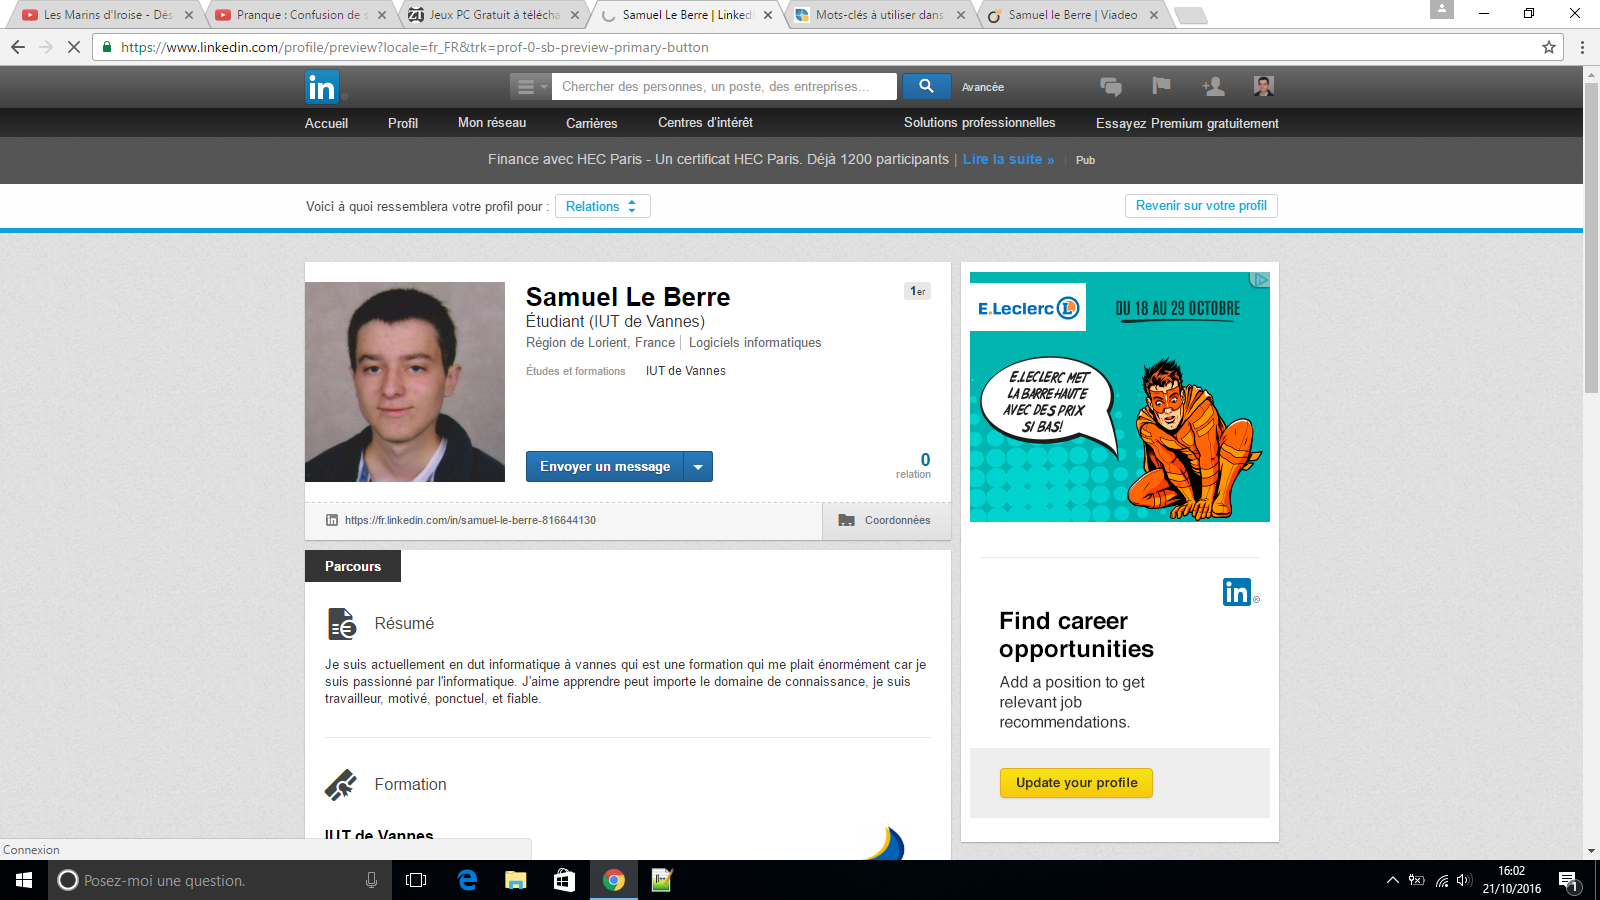 Les Marins d'Iroise - Dès
Pranque : Confusion de s
Jeux PC Gratuit à télécha
Samuel Le Berre | Linked
Mots-clés à utiliser dans
Samuel le Berre | Viadeo
https://www.linkedin.com/profile/preview?locale=fr_FR&trk=prof-0-sb-preview-primary-button
in
Chercher des personnes, un poste, des entreprises...
Avancée
Accueil
Profil
Mon réseau
Carrières
Centres d'intérêt
Solutions professionnelles
Essayez Premium gratuitement
Finance avec HEC Paris - Un certificat HEC Paris. Déjà 1200 participants | Lire la suite » | Pub
Voici à quoi ressemblera votre profil pour :
Relations
Revenir sur votre profil
Samuel Le Berre
1er
Étudiant (IUT de Vannes)
Région de Lorient, France | Logiciels informatiques
Études et formations IUT de Vannes
Envoyer un message
0
relation
https://fr.linkedin.com/in/samuel-le-berre-816644130
Coordonnées
E.Leclerc L
DU 18 AU 29 OCTOBRE
E.LECLERC MET
LA BARRE HAUTE
AVEC DES PRIX
SI BAS!
Parcours
Résumé
Je suis actuellement en dut informatique à vannes qui est une formation qui me plait énormément car je
suis passionné par l'informatique. J'aime apprendre peut importe le domaine de connaissance, je suis
travailleur, motivé, ponctuel, et fiable.
Formation
IUT de Vannes
in ®
Find career
opportunities
Add a position to get
relevant job
recommendations.
Update your profile
Connexion
Posez-moi une question.
16:02
21/10/2016
1